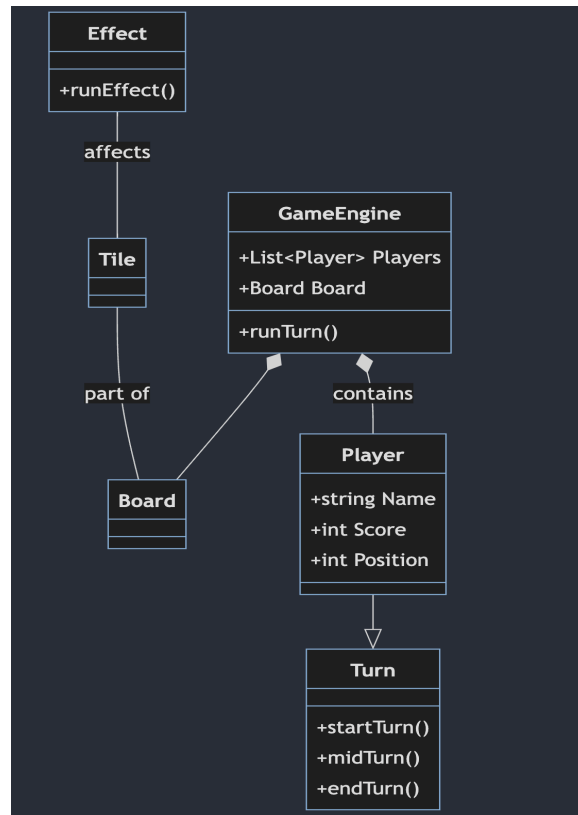 Effect
+runEffect()
affects
GameEngine
+List<Player> Players
+Board Board
+runTurn()
Tile
part of
contains
Player
+string Name
+int Score
+int Position
Board
Turn
+startTurn()
+midTurn()
+endTurn()